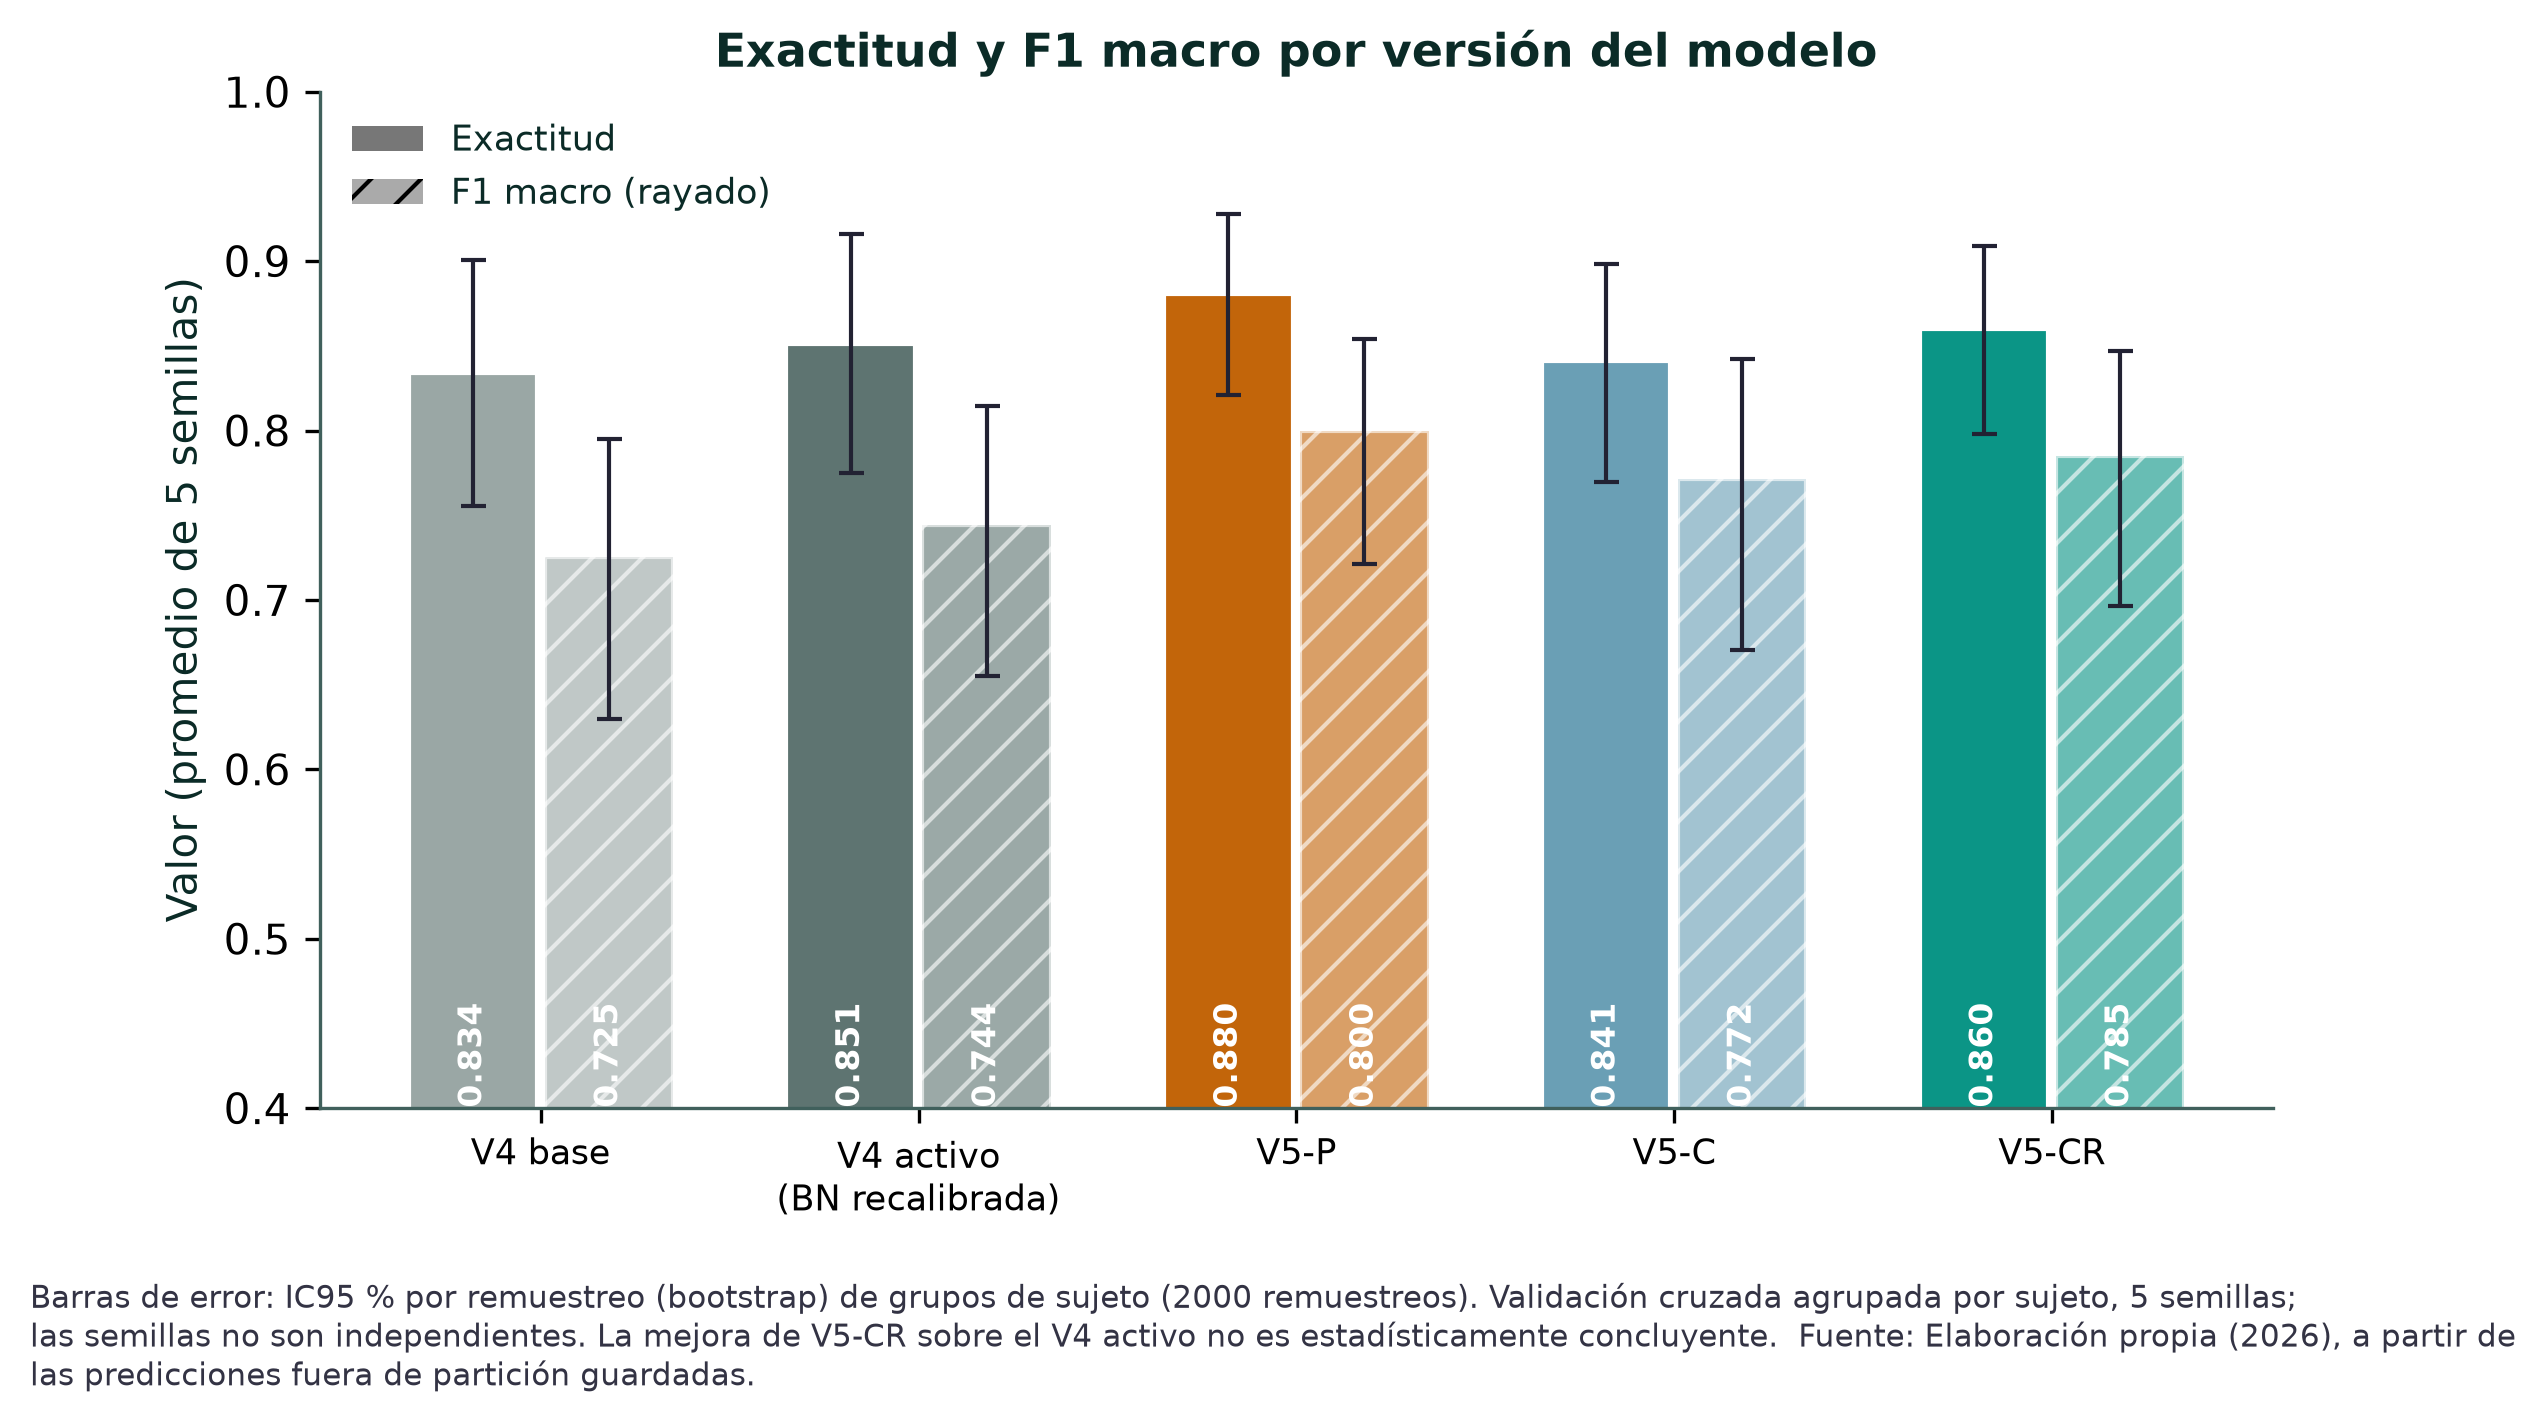 Exactitud y F1 macro por versión del modelo
Exactitud
F1 macro (rayado)
Valor (promedio de 5 semillas)
1.0
0.9
0.8
0.7
0.6
0.5
0.4
0.834
0.725
0.851
0.744
0.880
0.800
0.841
0.772
0.860
0.785
V4 base
V4 activo
(BN recalibrada)
V5-P
V5-C
V5-CR
Barras de error: IC95 % por remuestreo (bootstrap) de grupos de sujeto (2000 remuestreos). Validación cruzada agrupada por sujeto, 5 semillas;
las semillas no son independientes. La mejora de V5-CR sobre el V4 activo no es estadísticamente concluyente.  Fuente: Elaboración propia (2026), a partir de
las predicciones fuera de partición guardadas.